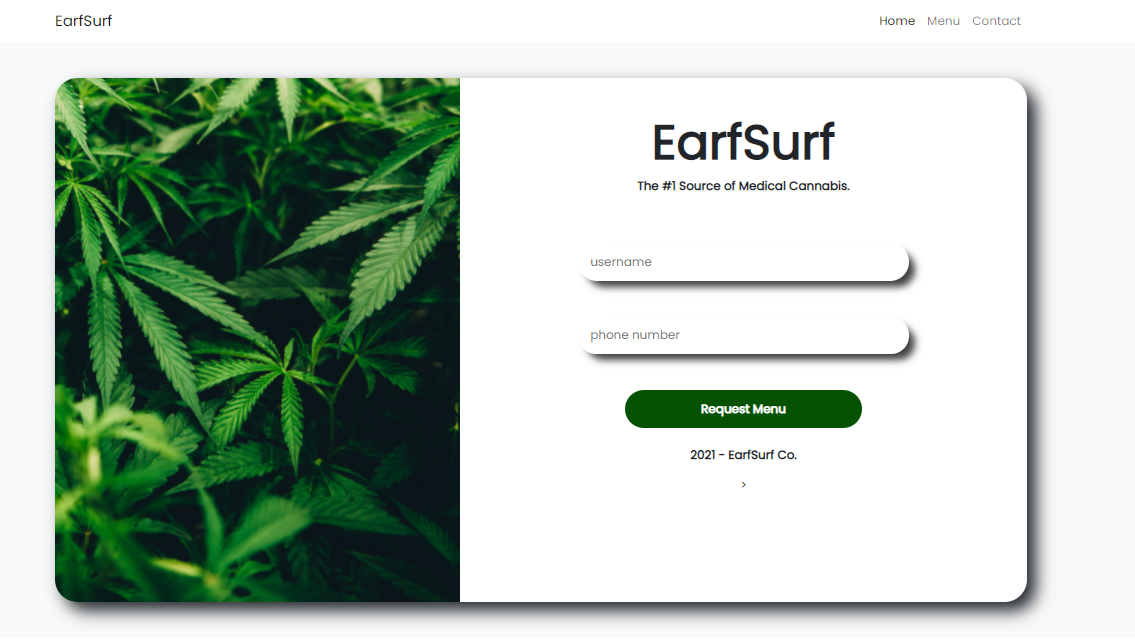 EarfSurf
Home Menu Contact
EarfSurf
The #1 Source of Medical Cannabis.
username
phone number
Request Menu
2021 - EarfSurf Co.
>